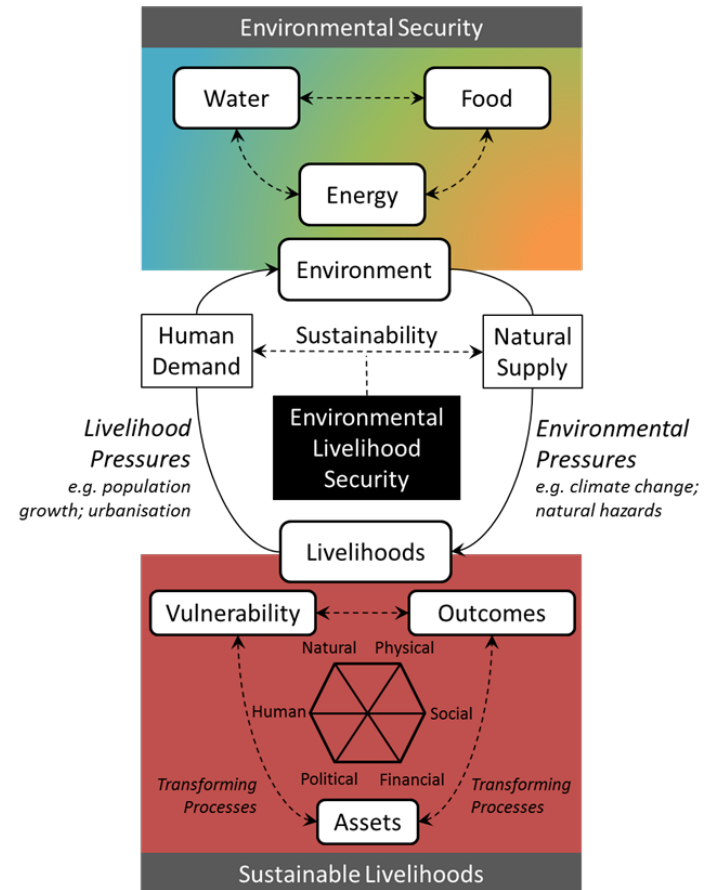 Environmental Security
Water
Food
Energy
Environment
Human
Demand
Sustainability
Natural
Supply
Environmental
Livelihood
Security
Livelihood
Pressures
e.g. population
growth; urbanisation
Environmental
Pressures
e.g. climate change;
natural hazards
Livelihoods
Vulnerability
Outcomes
Natural
Physical
Human
Social
Political
Financial
Transforming
Processes
Transforming
Processes
Assets
Sustainable Livelihoods